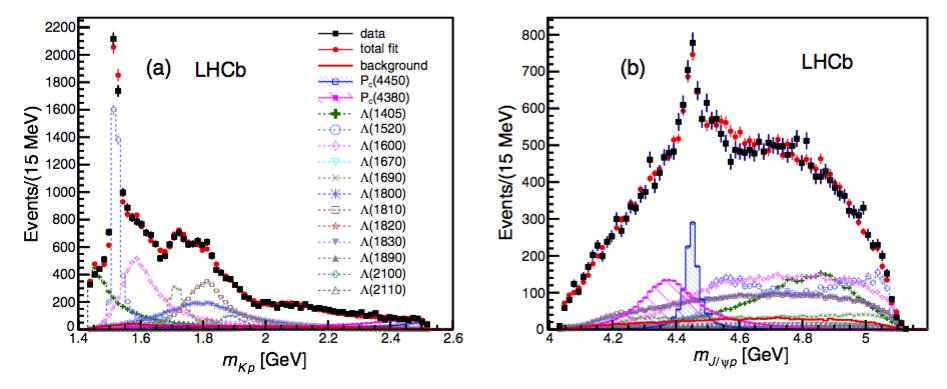 2200
2000
1800
1600
1400
1200
1000
800
600
400
200
0
Events/(15 MeV)
(a)
LHCb
data
total fit
background
Pc(4450)
Pc(4380)
Λ(1405)
Λ(1520)
Λ(1600)
Λ(1670)
Λ(1690)
Λ(1800)
Λ(1810)
Λ(1820)
Λ(1830)
Λ(1890)
Λ(2100)
Λ(2110)
1.4 1.6 1.8 2 2.2 2.4 2.6
mKp [GeV]
800
700
600
500
400
300
200
100
0
Events/(15 MeV)
(b)
LHCb
4 4.2 4.4 4.6 4.8 5
mJ/ψp [GeV]